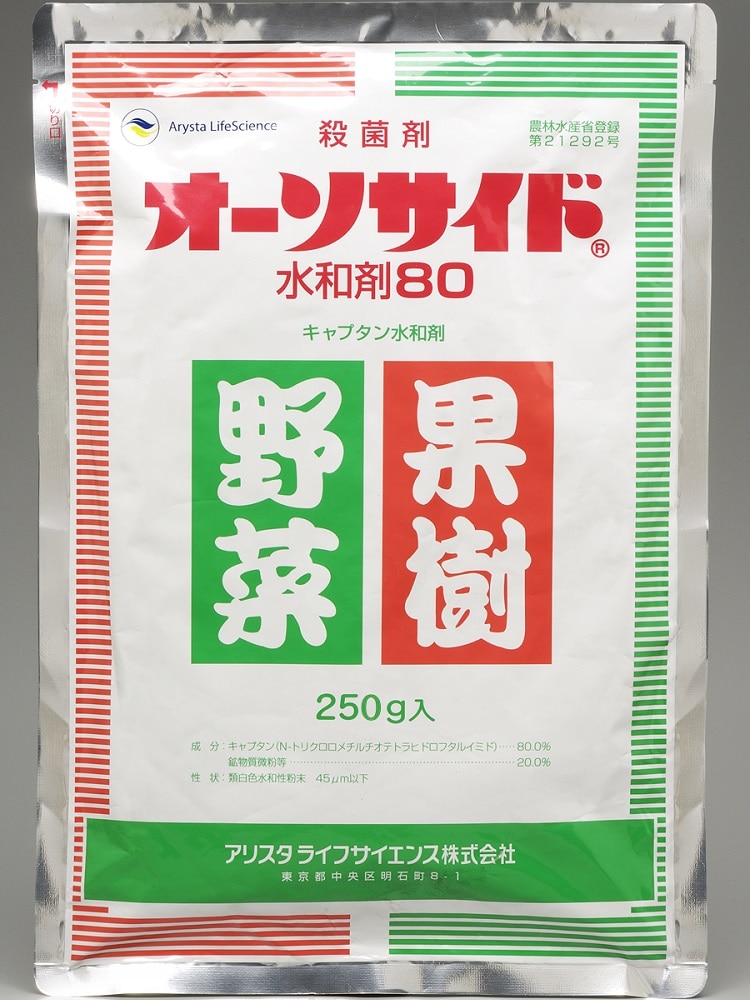 切り口
Arysta LifeScience
殺菌剤
農林水産省登録
第21292号
オーソサイド®
水和剤80
キャプタン水和剤
野菜
果樹
250g入
成 分:キャプタン(N-トリクロロメチルチオテトラヒドロフタルイミド)‥‥80.0%
鉱物質微粉等‥‥‥‥‥‥‥‥‥‥‥‥‥‥‥‥‥‥‥‥20.0%
性 状:類白色水和性粉末 45μm以下
アリスタ ライフサイエンス株式会社
東京都中央区明石町8-1